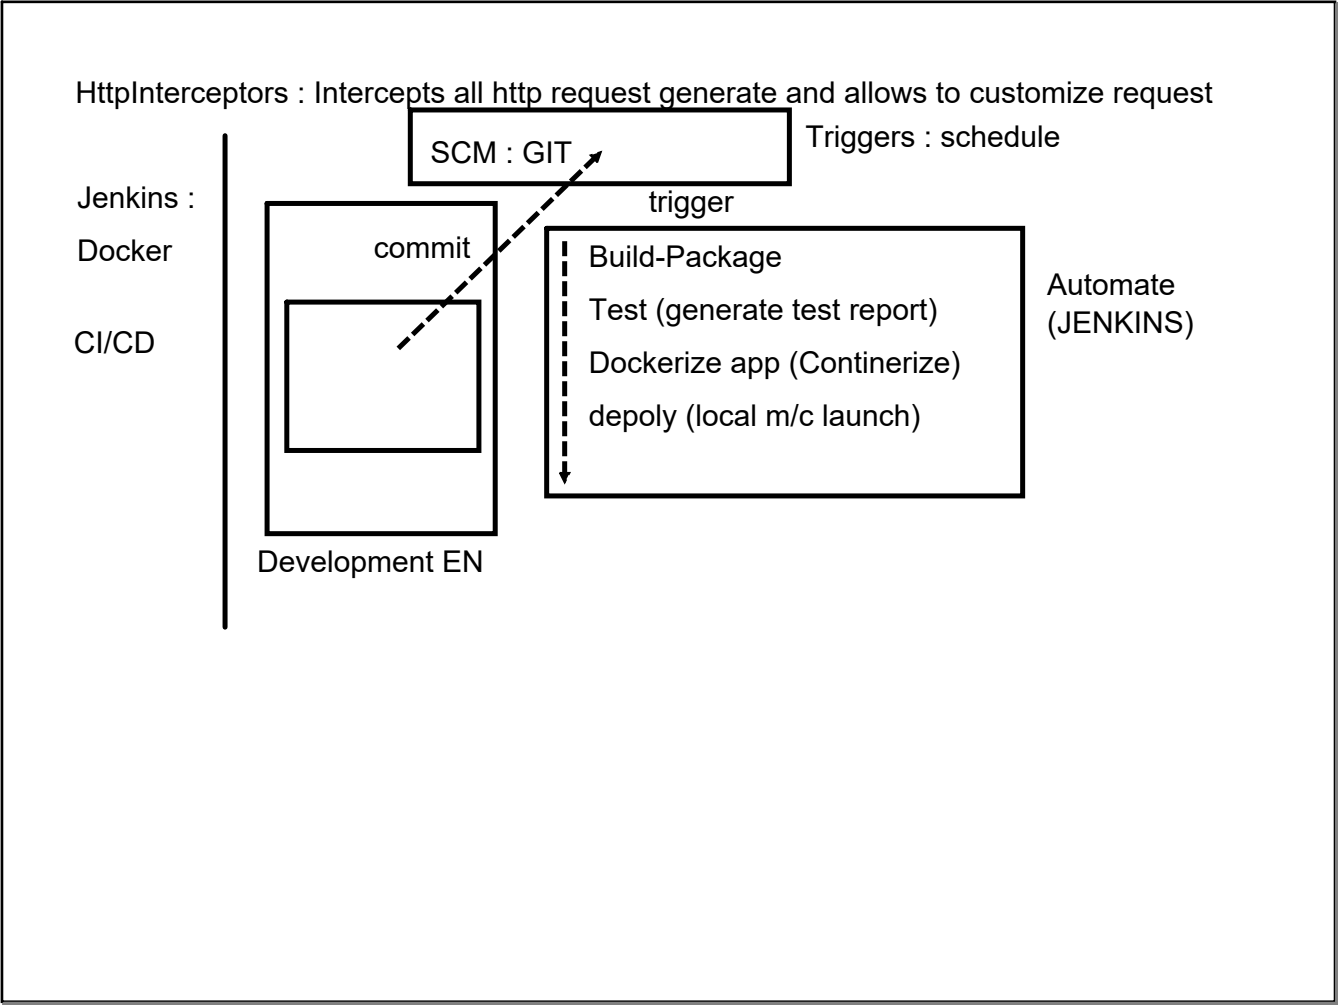 HttpInterceptors : Intercepts all http request generate and allows to customize request
SCM : GIT
Triggers : schedule
Jenkins :
trigger
Docker
commit
Build-Package
Test (generate test report)
Dockerize app (Continerize)
depoly (local m/c launch)
Automate
(JENKINS)
CI/CD
Development EN